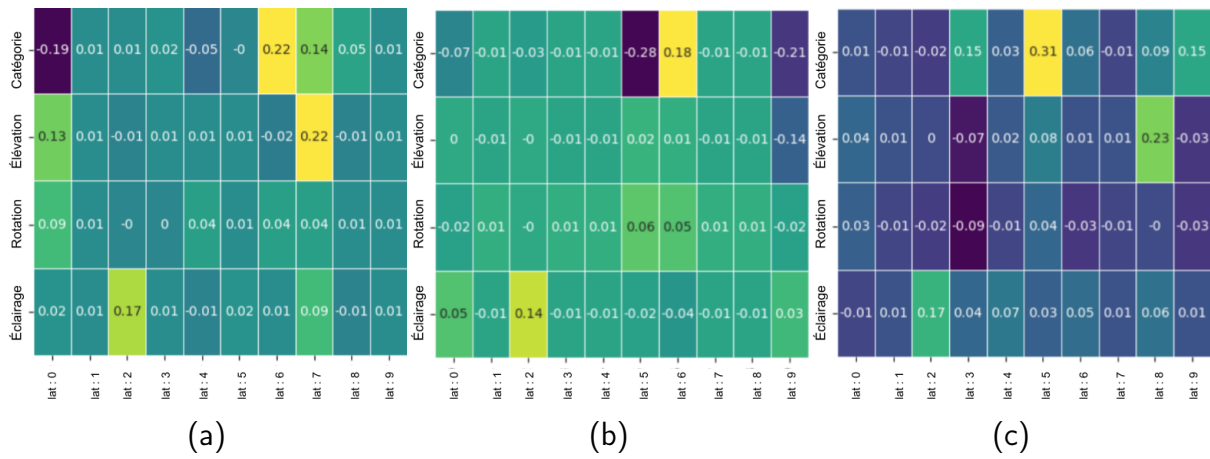 Catégorie -0.19 0.01 0.01 0.02 -0.05 -0 0.22 0.14 0.05 0.01
Élévation 0.13 0.01 -0.01 0.01 0.01 0.01 -0.02 0.22 -0.01 0.01
Rotation 0.09 0.01 -0 0 0.04 0.01 0.04 0.04 0.01 0.01
Éclairage 0.02 0.01 0.17 0.01 -0.01 0.02 0.01 0.09 -0.01 0.01
lat : 0 lat : 1 lat : 2 lat : 3 lat : 4 lat : 5 lat : 6 lat : 7 lat : 8 lat : 9
(a)
Catégorie -0.07 -0.01 -0.03 -0.01 -0.01 -0.28 0.18 -0.01 -0.01 -0.21
Élévation 0 -0.01 -0 -0.01 -0.01 0.02 0.01 -0.01 -0.01 -0.14
Rotation -0.02 0.01 -0 0.01 0.01 0.06 0.05 0.01 0.01 -0.02
Éclairage 0.05 -0.01 0.14 -0.01 -0.01 -0.02 -0.04 -0.01 -0.01 0.03
lat : 0 lat : 1 lat : 2 lat : 3 lat : 4 lat : 5 lat : 6 lat : 7 lat : 8 lat : 9
(b)
Catégorie 0.01 -0.01 -0.02 0.15 0.03 0.31 0.06 -0.01 0.09 0.15
Élévation 0.04 0.01 0 -0.07 0.02 0.08 0.01 0.01 0.23 -0.03
Rotation 0.03 -0.01 -0.02 -0.09 -0.01 0.04 -0.03 -0.01 -0 -0.03
Éclairage -0.01 0.01 0.17 0.04 0.07 0.03 0.05 0.01 0.06 0.01
lat : 0 lat : 1 lat : 2 lat : 3 lat : 4 lat : 5 lat : 6 lat : 7 lat : 8 lat : 9
(c)